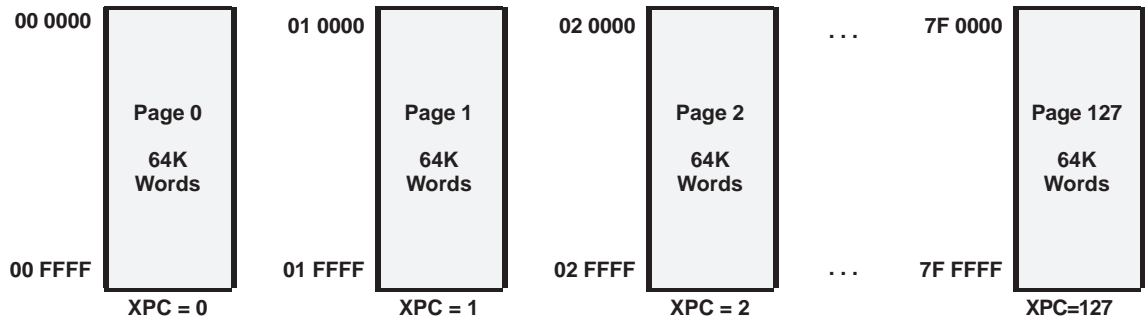 00 0000
01 0000
02 0000
. . .
7F 0000
Page 0
Page 1
Page 2
Page 127
64K
Words
64K
Words
64K
Words
64K
Words
00 FFFF
01 FFFF
02 FFFF
. . .
7F FFFF
XPC = 0
XPC = 1
XPC = 2
XPC=127